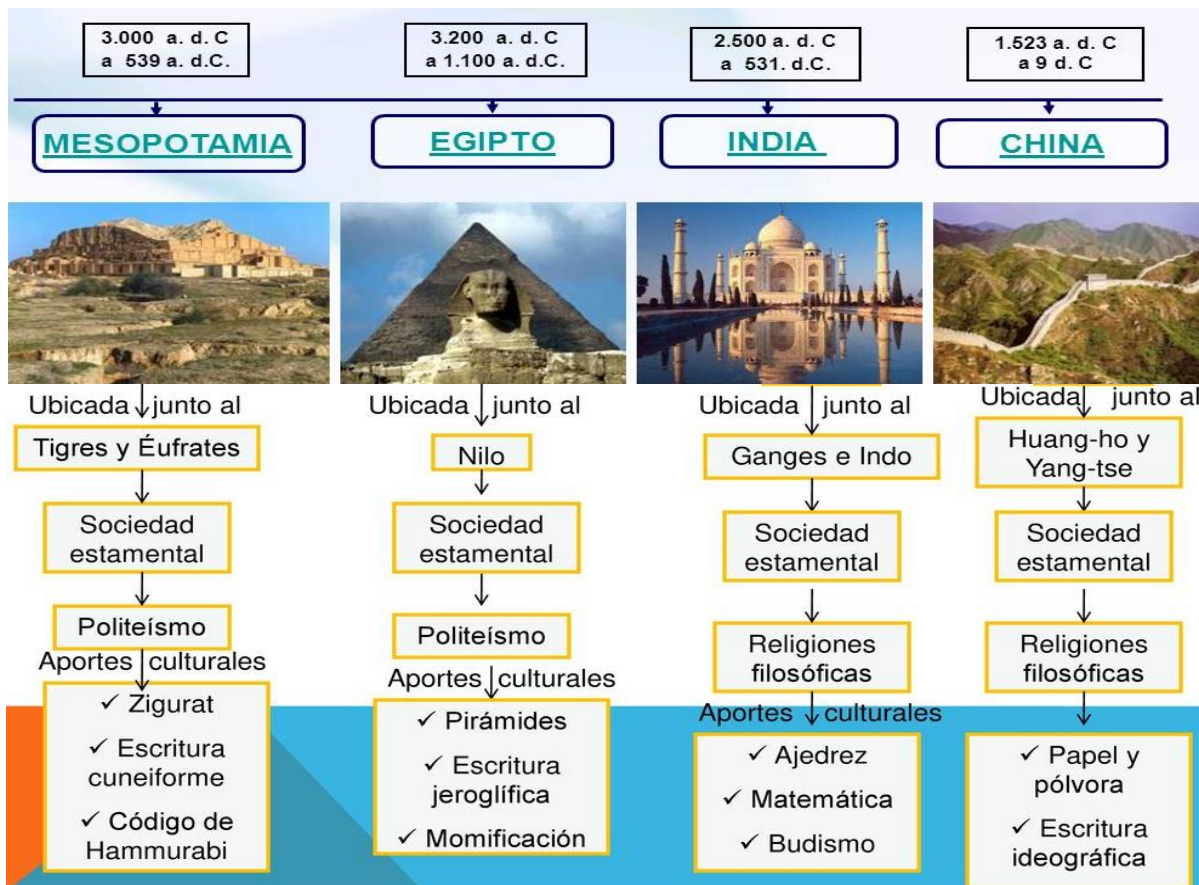 3.000 a. d. C
a 539 a. d.C.
3.200 a. d. C
a 1.100 a. d.C.
2.500 a. d. C
a 531. d.C.
1.523 a. d. C
a 9 d. C
MESOPOTAMIA
EGIPTO
INDIA
CHINA
Ubicada junto al
Tigres y Éufrates
Sociedad
estamental
Politeísmo
Aportes culturales
✓ Zigurat
✓ Escritura
cuneiforme
✓ Código de
Hammurabi
Ubicada junto al
Nilo
Sociedad
estamental
Politeísmo
Aportes culturales
✓ Pirámides
✓ Escritura
jeroglífica
✓ Momificación
Ubicada junto al
Ganges e Indo
Sociedad
estamental
Religiones
filosóficas
Aportes culturales
✓ Ajedrez
✓ Matemática
✓ Budismo
Ubicada junto al
Huang-ho y
Yang-tse
Sociedad
estamental
Religiones
filosóficas
✓ Papel y
pólvora
✓ Escritura
ideográfica